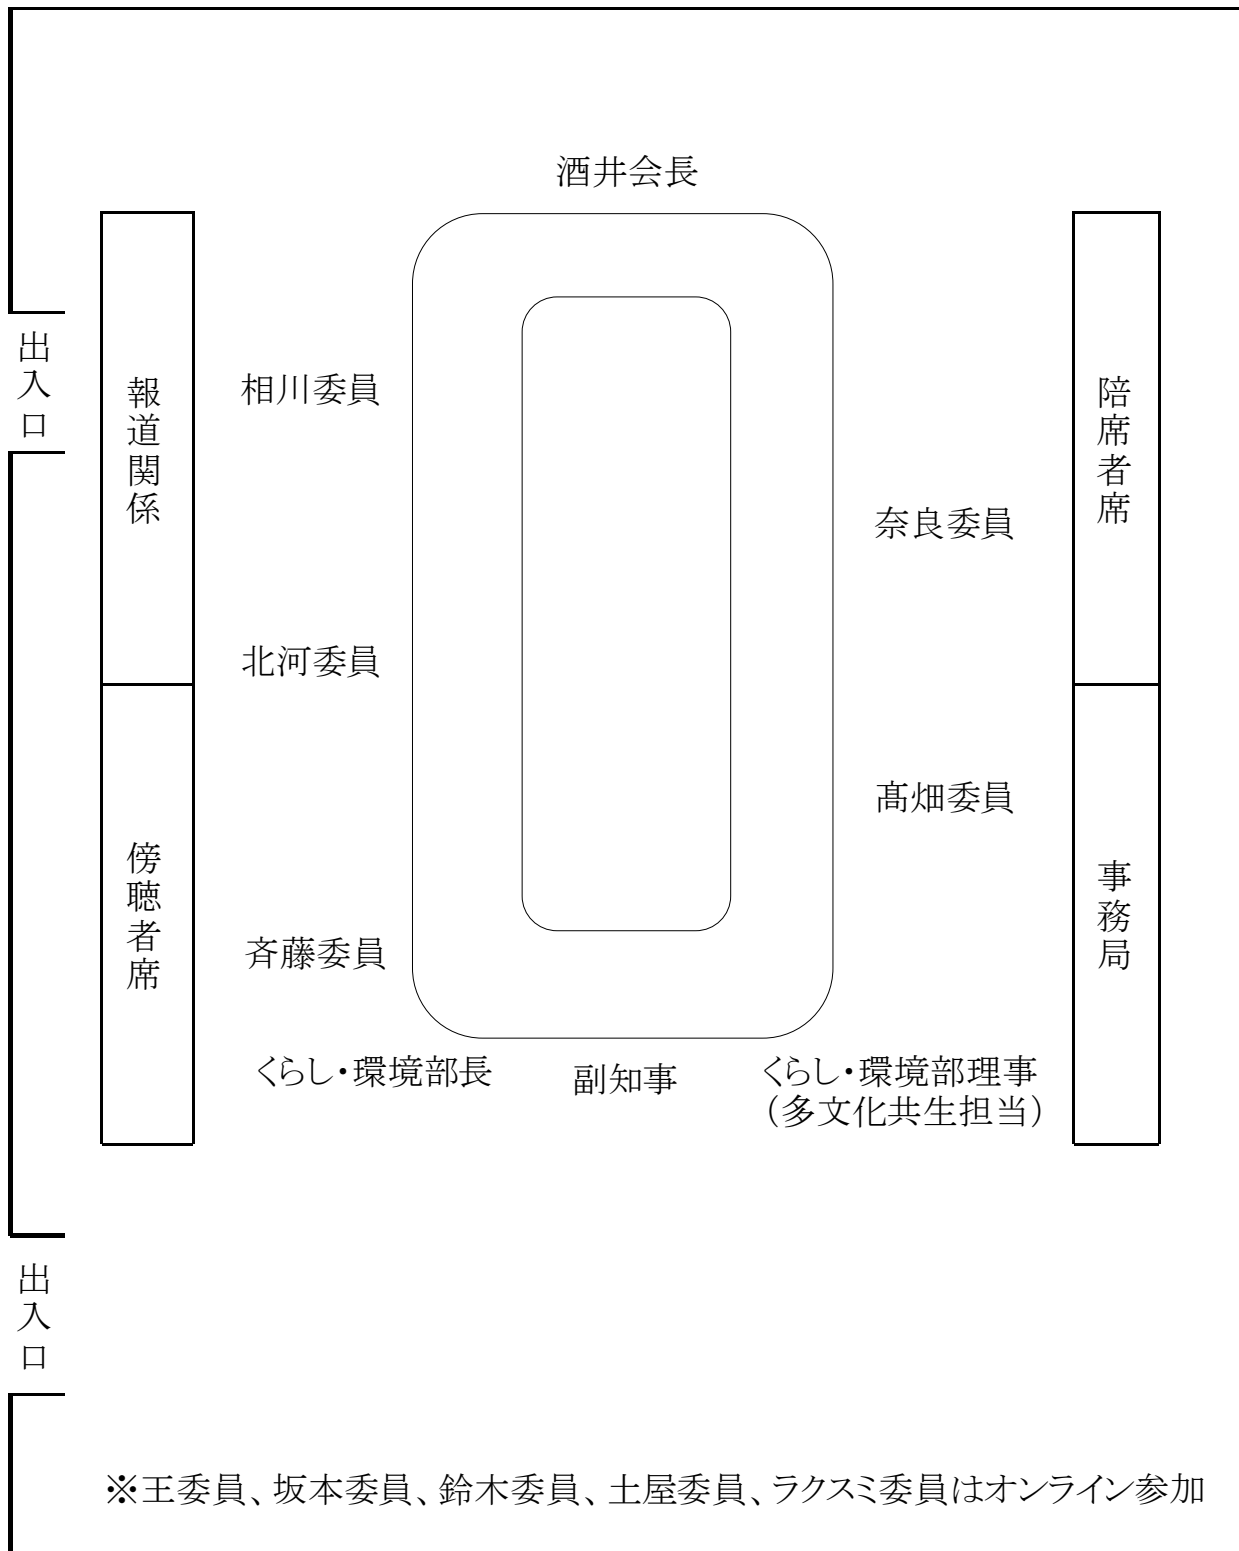 酒井会長
出入口
報道関係
相川委員
陪席者席
奈良委員
北河委員
髙畑委員
傍聴者席
事務局
斉藤委員
くらし・環境部長
副知事
くらし・環境部理事
（多文化共生担当）
出入口
※王委員、坂本委員、鈴木委員、土屋委員、ラクスミ委員はオンライン参加